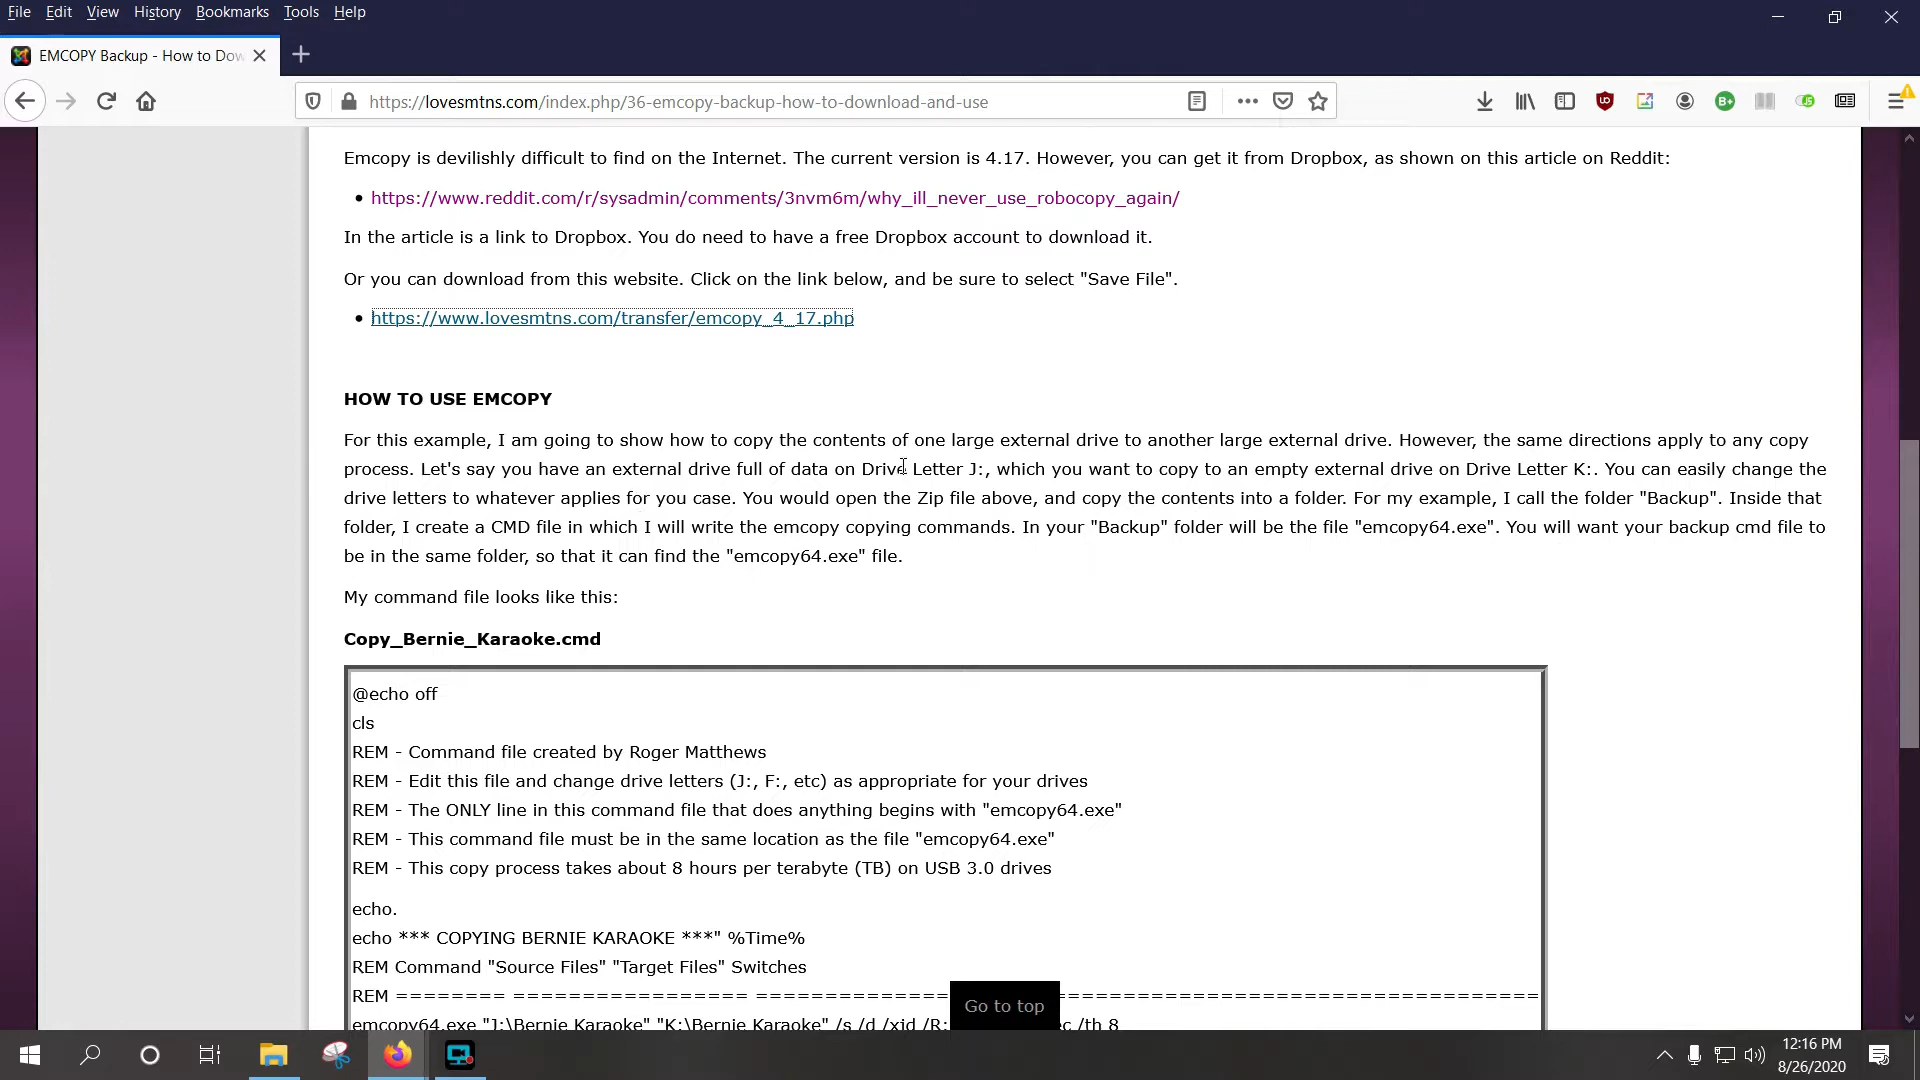 File Edit View History Bookmarks Tools Help
EMCOPY Backup - How to Dow
https://lovesmtns.com/index.php/36-emcopy-backup-how-to-download-and-use
Emcopy is devilishly difficult to find on the Internet. The current version is 4.17. However, you can get it from Dropbox, as shown on this article on Reddit:
• https://www.reddit.com/r/sysadmin/comments/3nvm6m/why_ill_never_use_robocopy_again/
In the article is a link to Dropbox. You do need to have a free Dropbox account to download it.
Or you can download from this website. Click on the link below, and be sure to select "Save File".
• https://www.lovesmtns.com/transfer/emcopy_4_17.php
HOW TO USE EMCOPY
For this example, I am going to show how to copy the contents of one large external drive to another large external drive. However, the same directions apply to any copy
process. Let's say you have an external drive full of data on Drive Letter J:, which you want to copy to an empty external drive on Drive Letter K:. You can easily change the
drive letters to whatever applies for you case. You would open the Zip file above, and copy the contents into a folder. For my example, I call the folder "Backup". Inside that
folder, I create a CMD file in which I will write the emcopy copying commands. In your "Backup" folder will be the file "emcopy64.exe". You will want your backup cmd file to
be in the same folder, so that it can find the "emcopy64.exe" file.
My command file looks like this:
Copy_Bernie_Karaoke.cmd
@echo off
cls
REM - Command file created by Roger Matthews
REM - Edit this file and change drive letters (J:, F:, etc) as appropriate for your drives
REM - The ONLY line in this command file that does anything begins with "emcopy64.exe"
REM - This command file must be in the same location as the file "emcopy64.exe"
REM - This copy process takes about 8 hours per terabyte (TB) on USB 3.0 drives
echo.
echo *** COPYING BERNIE KARAOKE ***" %Time%
REM Command "Source Files" "Target Files" Switches
REM ======== ================= ==================================================
Go to top
emcopy64.exe "J:\Bernie Karaoke" "K:\Bernie Karaoke" /s /d /xjd /R: c /th 8
12:16 PM
8/26/2020